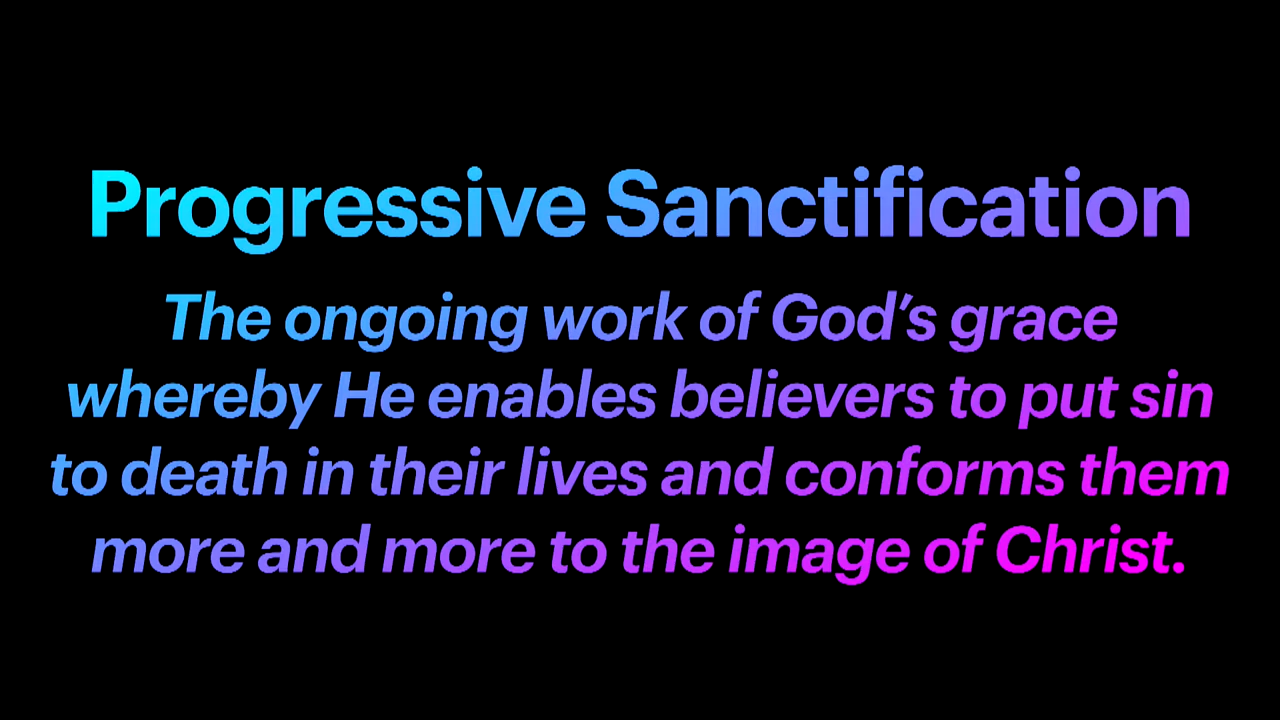 Progressive Sanctification
The ongoing work of God’s grace
whereby He enables believers to put sin
to death in their lives and conforms them
more and more to the image of Christ.